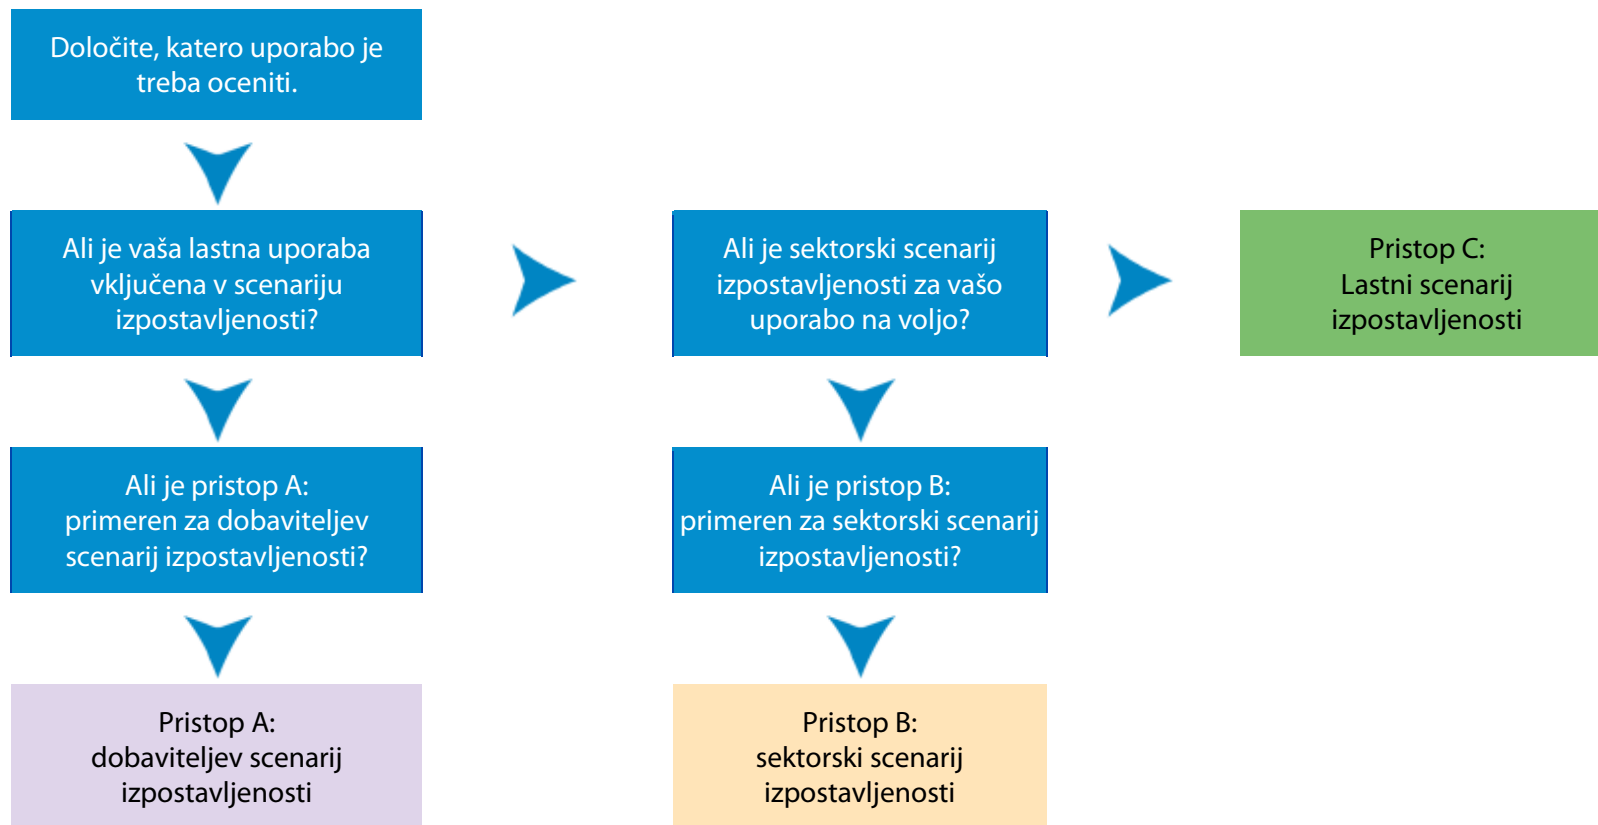 Določite, katero uporabo je
treba oceniti.
Ali je vaša lastna uporaba
vključena v scenariju
izpostavljenosti?
Ali je sektorski scenarij
izpostavljenosti za vašo
uporabo na voljo?
Pristop C:
Lastni scenarij
izpostavljenosti
Ali je pristop A:
primeren za dobaviteljev
scenarij izpostavljenosti?
Ali je pristop B:
primeren za sektorski scenarij
izpostavljenosti?
Pristop A:
dobaviteljev scenarij
izpostavljenosti
Pristop B:
sektorski scenarij
izpostavljenosti